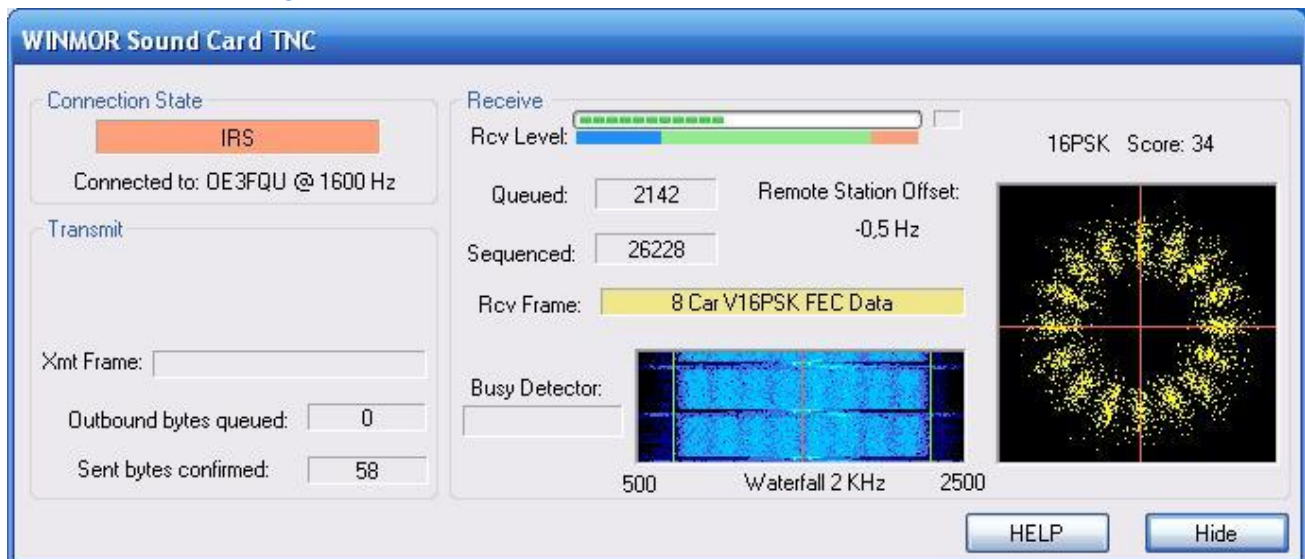 WINMOR Sound Card TNC
Connection State
IRS
Connected to: OE3FQU @ 1600 Hz
Transmit
Xmt Frame:
Outbound bytes queued: 0
Sent bytes confirmed: 58
Receive
Rcv Level:
Queued: 2142
Remote Station Offset:
-0,5 Hz
Sequenced: 26228
Rcv Frame: 8 Car V16PSK FEC Data
Busy Detector:
500 Waterfall 2 KHz 2500
16PSK Score: 34
HELP Hide